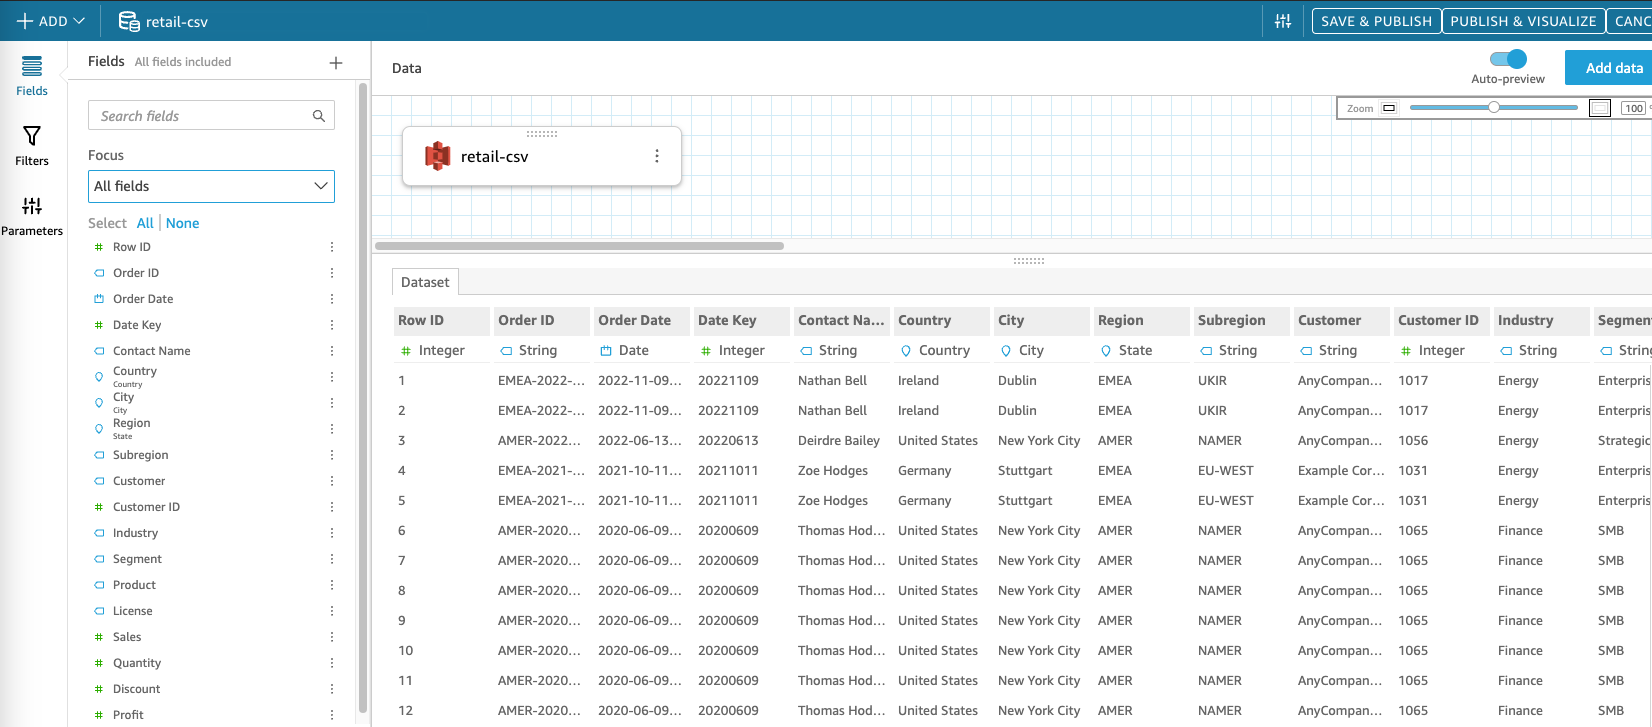 ADD retail-csv SAVE & PUBLISH PUBLISH & VISUALIZE CANC
Fields
Filters
Parameters
Fields All fields included
Search fields
Focus
All fields
Select All None
Row ID
Order ID
Order Date
Date Key
Contact Name
Country
Country
City
City
Region
State
Subregion
Customer
Customer ID
Industry
Segment
Product
License
Sales
Quantity
Discount
Profit
Data Auto-preview Add data
Zoom 100
retail-csv
Dataset
Row ID Order ID Order Date Date Key Contact Na... Country City Region Subregion Customer Customer ID Industry Segmen
Integer String Date Integer String Country City State String String Integer String String
1 EMEA-2022-... 2022-11-09... 20221109 Nathan Bell Ireland Dublin EMEA UKIR AnyCompan... 1017 Energy Enterpris
2 EMEA-2022-... 2022-11-09... 20221109 Nathan Bell Ireland Dublin EMEA UKIR AnyCompan... 1017 Energy Enterpris
3 AMER-2022... 2022-06-13... 20220613 Deirdre Bailey United States New York City AMER NAMER AnyCompan... 1056 Energy Strategic
4 EMEA-2021-... 2021-10-11... 20211011 Zoe Hodges Germany Stuttgart EMEA EU-WEST Example Cor... 1031 Energy Enterpris
5 EMEA-2021-... 2021-10-11... 20211011 Zoe Hodges Germany Stuttgart EMEA EU-WEST Example Cor... 1031 Energy Enterpris
6 AMER-2020... 2020-06-09... 20200609 Thomas Hod... United States New York City AMER NAMER AnyCompan... 1065 Finance SMB
7 AMER-2020... 2020-06-09... 20200609 Thomas Hod... United States New York City AMER NAMER AnyCompan... 1065 Finance SMB
8 AMER-2020... 2020-06-09... 20200609 Thomas Hod... United States New York City AMER NAMER AnyCompan... 1065 Finance SMB
9 AMER-2020... 2020-06-09... 20200609 Thomas Hod... United States New York City AMER NAMER AnyCompan... 1065 Finance SMB
10 AMER-2020... 2020-06-09... 20200609 Thomas Hod... United States New York City AMER NAMER AnyCompan... 1065 Finance SMB
11 AMER-2020... 2020-06-09... 20200609 Thomas Hod... United States New York City AMER NAMER AnyCompan... 1065 Finance SMB
12 AMER-2020... 2020-06-09... 20200609 Thomas Hod... United States New York City AMER NAMER AnyCompan... 1065 Finance SMB